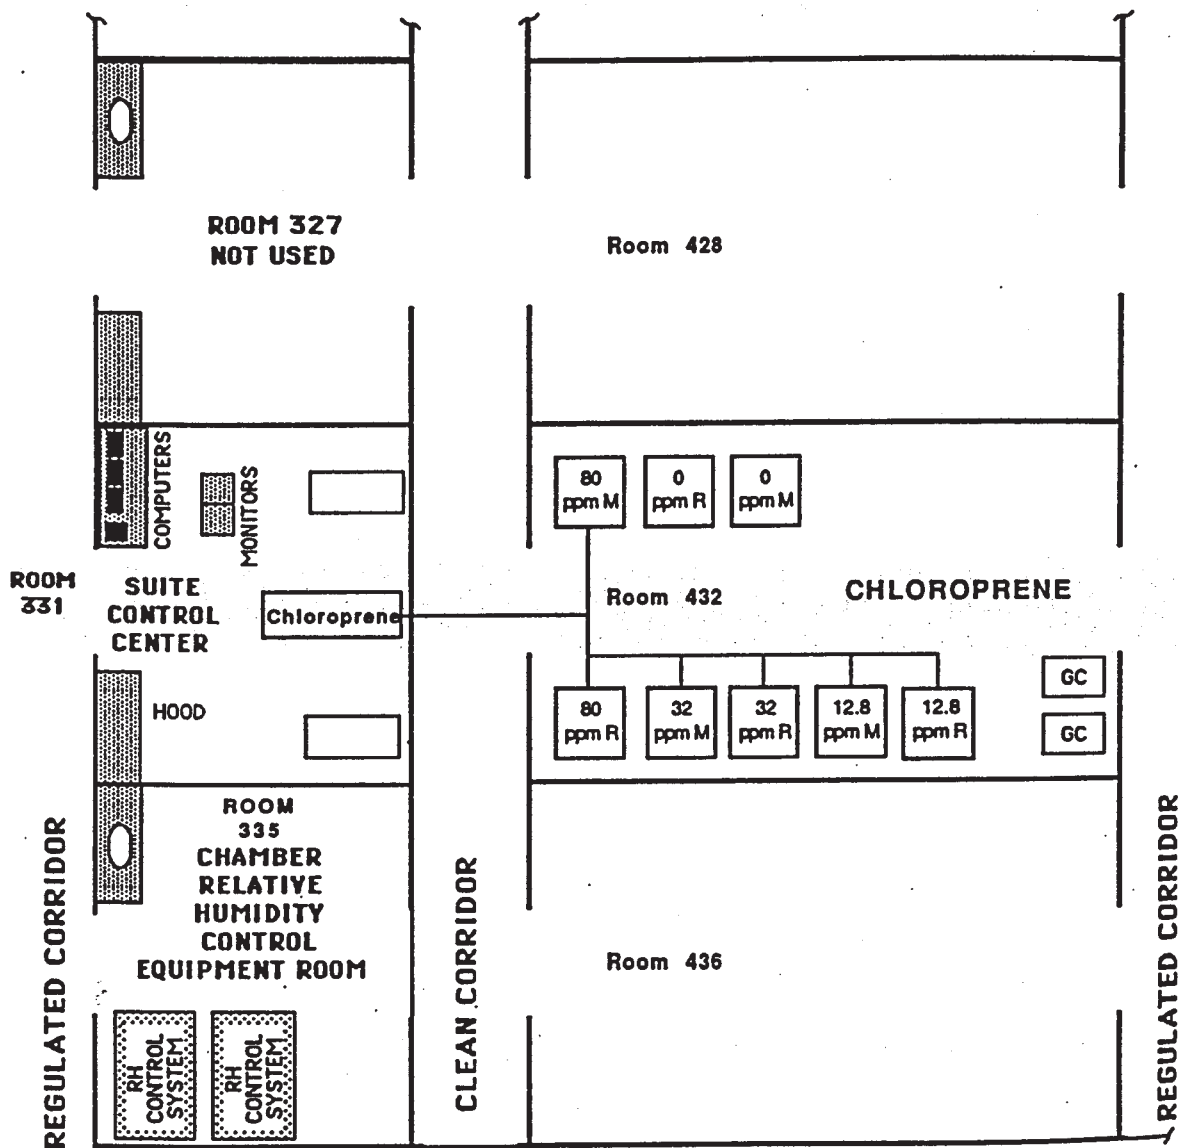 ROOM 327
NOT USED
Room 428
COMPUTERS
MONITORS
80
ppm M
0
ppm R
0
ppm M
ROOM
331
SUITE
CONTROL
CENTER
Chloroprene
Room 432
CHLOROPRENE
HOOD
80
ppm R
32
ppm M
32
ppm R
12.8
ppm M
12.8
ppm R
GC
GC
ROOM
335
CHAMBER
RELATIVE
HUMIDITY
CONTROL
EQUIPMENT ROOM
Room 436
REGULATED CORRIDOR
CLEAN CORRIDOR
REGULATED CORRIDOR
RH
CONTROL
SYSTEM
RH
CONTROL
SYSTEM